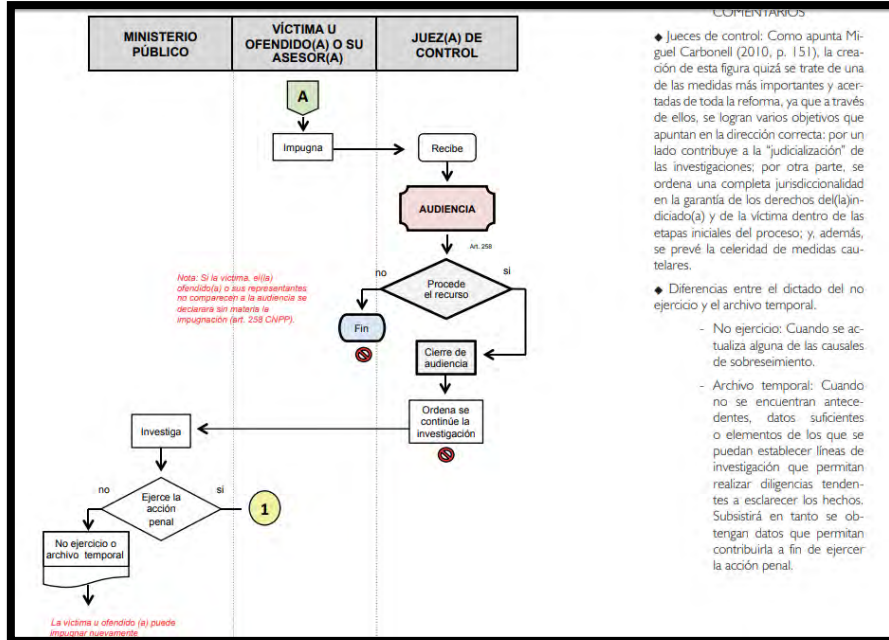 MINISTERIO
PÚBLICO
VÍCTIMA U
OFENDIDO(A) O SU
ASESOR(A)
JUEZ(A) DE
CONTROL
A
Impugna
Recibe
AUDIENCIA
Art. 258
no
si
Procede
el recurso
Nota: Si la víctima, el(la)
ofendido(a) o sus representantes
no comparecen a la audiencia se
declarará sin materia la
impugnación (art. 258 CNPP).
Fin
Cierre de
audiencia
Ordena se
continúe la
investigación
Investiga
no
si
Ejerce la
acción
penal
1
No ejercicio o
archivo temporal
La víctima u ofendido (a) puede
impugnar nuevamente
COMENTARIOS
◆ Jueces de control: Como apunta Mi-
guel Carbonell (2010, p. 151), la crea-
ción de esta figura quizá se trate de una
de las medidas más importantes y acer-
tadas de toda la reforma, ya que a través
de ellos, se logran varios objetivos que
apuntan en la dirección correcta: por un
lado contribuye a la "judicialización" de
las investigaciones; por otra parte, se
ordena una completa jurisdiccionalidad
en la garantía de los derechos del(la)in-
diciado(a) y de la víctima dentro de las
etapas iniciales del proceso; y, además,
se prevé la celeridad de medidas cau-
telares.
◆ Diferencias entre el dictado del no
ejercicio y el archivo temporal.
- No ejercicio: Cuando se ac-
tualiza alguna de las causales
de sobreseimiento.
- Archivo temporal: Cuando
no se encuentran antece-
dentes, datos suficientes
o elementos de los que se
puedan establecer líneas de
investigación que permitan
realizar diligencias tenden-
tes a esclarecer los hechos.
Subsistirá en tanto se ob-
tengan datos que permitan
contribuirla a fin de ejercer
la acción penal.